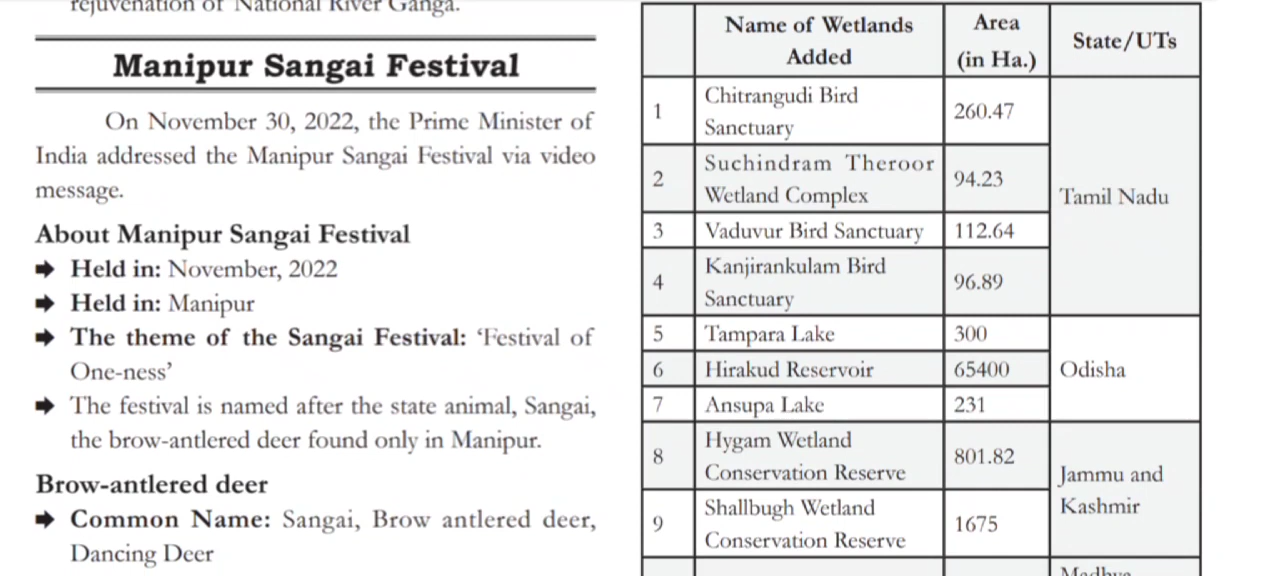 rejuvenation of National River Ganga.
Manipur Sangai Festival
On November 30, 2022, the Prime Minister of
India addressed the Manipur Sangai Festival via video
message.
About Manipur Sangai Festival
➡ Held in: November, 2022
➡ Held in: Manipur
➡ The theme of the Sangai Festival: ‘Festival of
One-ness’
➡ The festival is named after the state animal, Sangai,
the brow-antlered deer found only in Manipur.
Brow-antlered deer
➡ Common Name: Sangai, Brow antlered deer,
Dancing Deer
Name of Wetlands Added Area (in Ha.) State/UTs
1 Chitrangudi Bird Sanctuary 260.47 Tamil Nadu
2 Suchindram Theroor Wetland Complex 94.23
3 Vaduvur Bird Sanctuary 112.64
4 Kanjirankulam Bird Sanctuary 96.89
5 Tampara Lake 300 Odisha
6 Hirakud Reservoir 65400
7 Ansupa Lake 231
8 Hygam Wetland Conservation Reserve 801.82 Jammu and Kashmir
9 Shallbugh Wetland Conservation Reserve 1675
Madhya